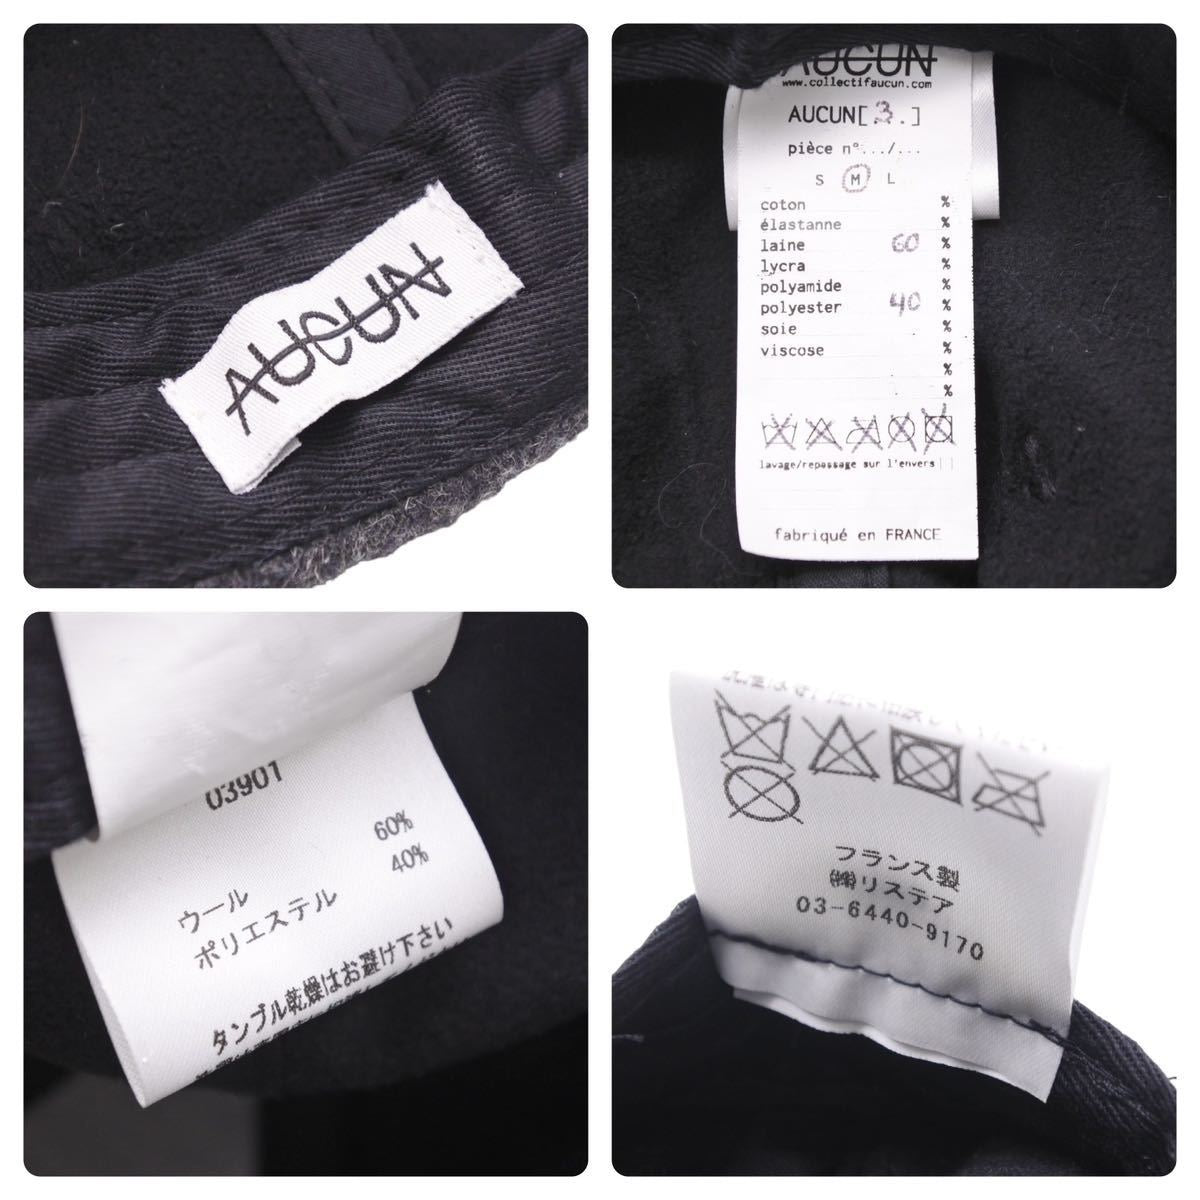 AUCUN
AUCUN
www.collectifaucun.com
AUCUN[3.]
pièce n°.../...
S M L
coton %
élastanne %
laine 60 %
lycra %
polyamide %
polyester 40 %
soie %
viscose %
%
%
lavage/repassage sur l'envers
fabriqué en FRANCE
03901
ウール 60%
ポリエステル 40%
タンブル乾燥はお避け下さい
フランス製
㈱リステア
03-6440-9170